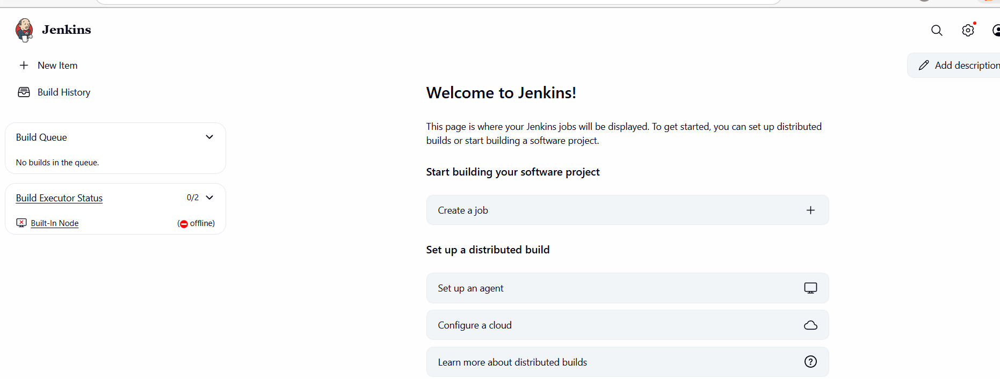 Jenkins
New Item
Add description
Build History
Welcome to Jenkins!
This page is where your Jenkins jobs will be displayed. To get started, you can set up distributed
builds or start building a software project.
Build Queue
No builds in the queue.
Start building your software project
Build Executor Status 0/2
Create a job
Built-In Node (offline)
Set up a distributed build
Set up an agent
Configure a cloud
Learn more about distributed builds